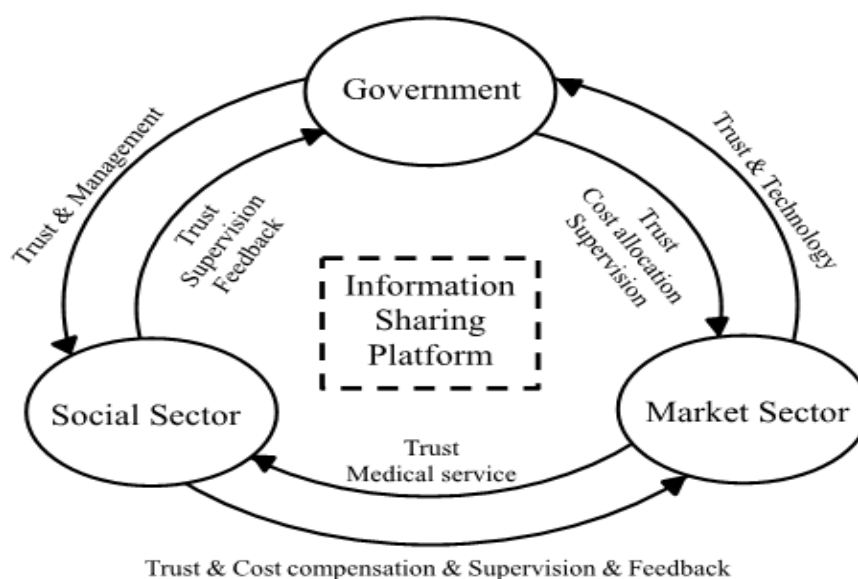 Government
Trust & Management
Trust & Technology
Trust
Supervision
Feedback
Trust
Cost allocation
Supervision
Information
Sharing
Platform
Social Sector
Market Sector
Trust
Medical service
Trust & Cost compensation & Supervision & Feedback